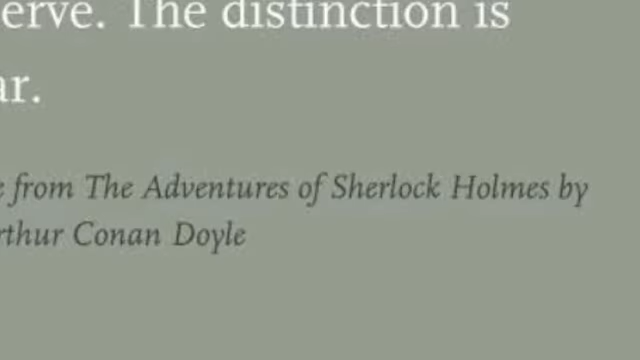 erve. The distinction is
ar.
e from The Adventures of Sherlock Holmes by
rthur Conan Doyle